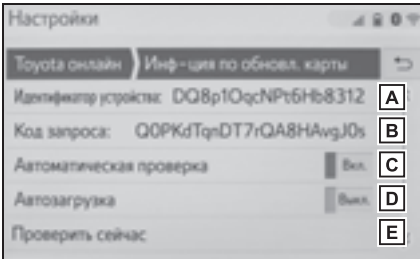 Настройки
Toyota онлайн Инф-ция по обновл. карты
Идентификатор устройства: DQ8p1OqcNPt6Hb8312 A
Код запроса: Q0PKdTqnDT7rQA8HAvgJ0s B
Автоматическая проверка Вкл. C
Автозагрузка Выкл. D
Проверить сейчас E